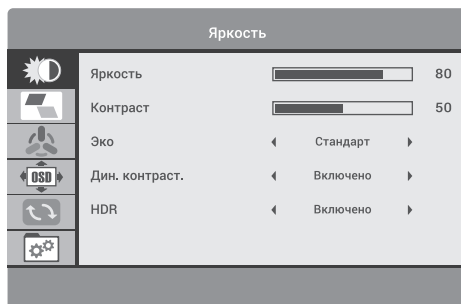 Яркость
Яркость 80
Контраст 50
Эко Стандарт
Дин. контраст. Включено
HDR Включено
OSD